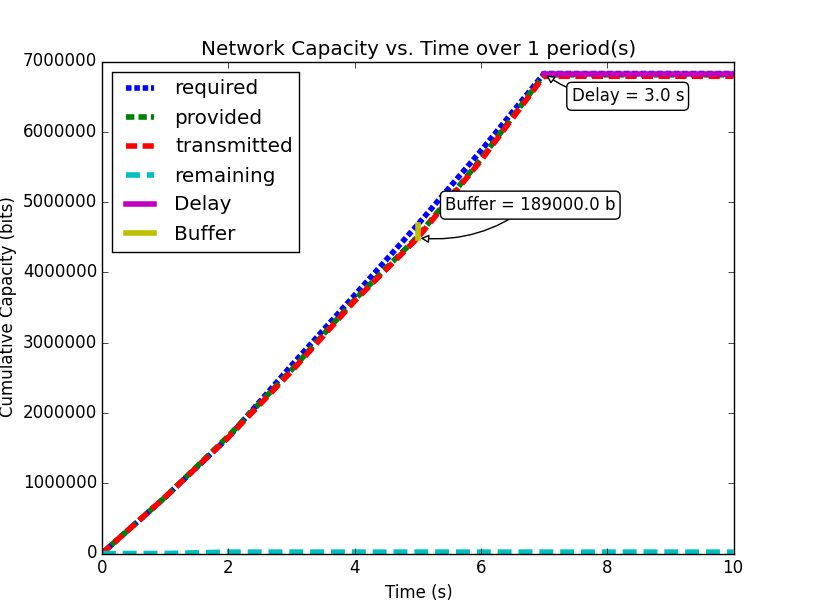 Network Capacity vs. Time over 1 period(s)
7000000
6000000
5000000
4000000
3000000
2000000
1000000
0
Cumulative Capacity (bits)
required
provided
transmitted
remaining
Delay
Buffer
Delay = 3.0 s
Buffer = 189000.0 b
0 2 4 6 8 10
Time (s)